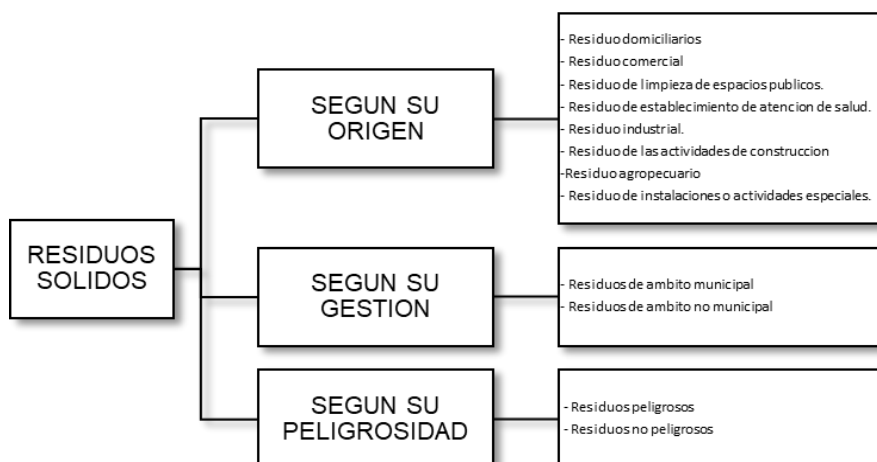 RESIDUOS
SOLIDOS
SEGUN SU
ORIGEN
- Residuo domiciliarios
- Residuo comercial
- Residuo de limpieza de espacios publicos.
- Residuo de establecimiento de atencion de salud.
- Residuo industrial.
- Residuo de las actividades de construccion
-Residuo agropecuario
- Residuo de instalaciones o actividades especiales.
SEGUN SU
GESTION
- Residuos de ambito municipal
- Residuos de ambito no municipal
SEGUN SU
PELIGROSIDAD
- Residuos peligrosos
- Residuos no peligrosos